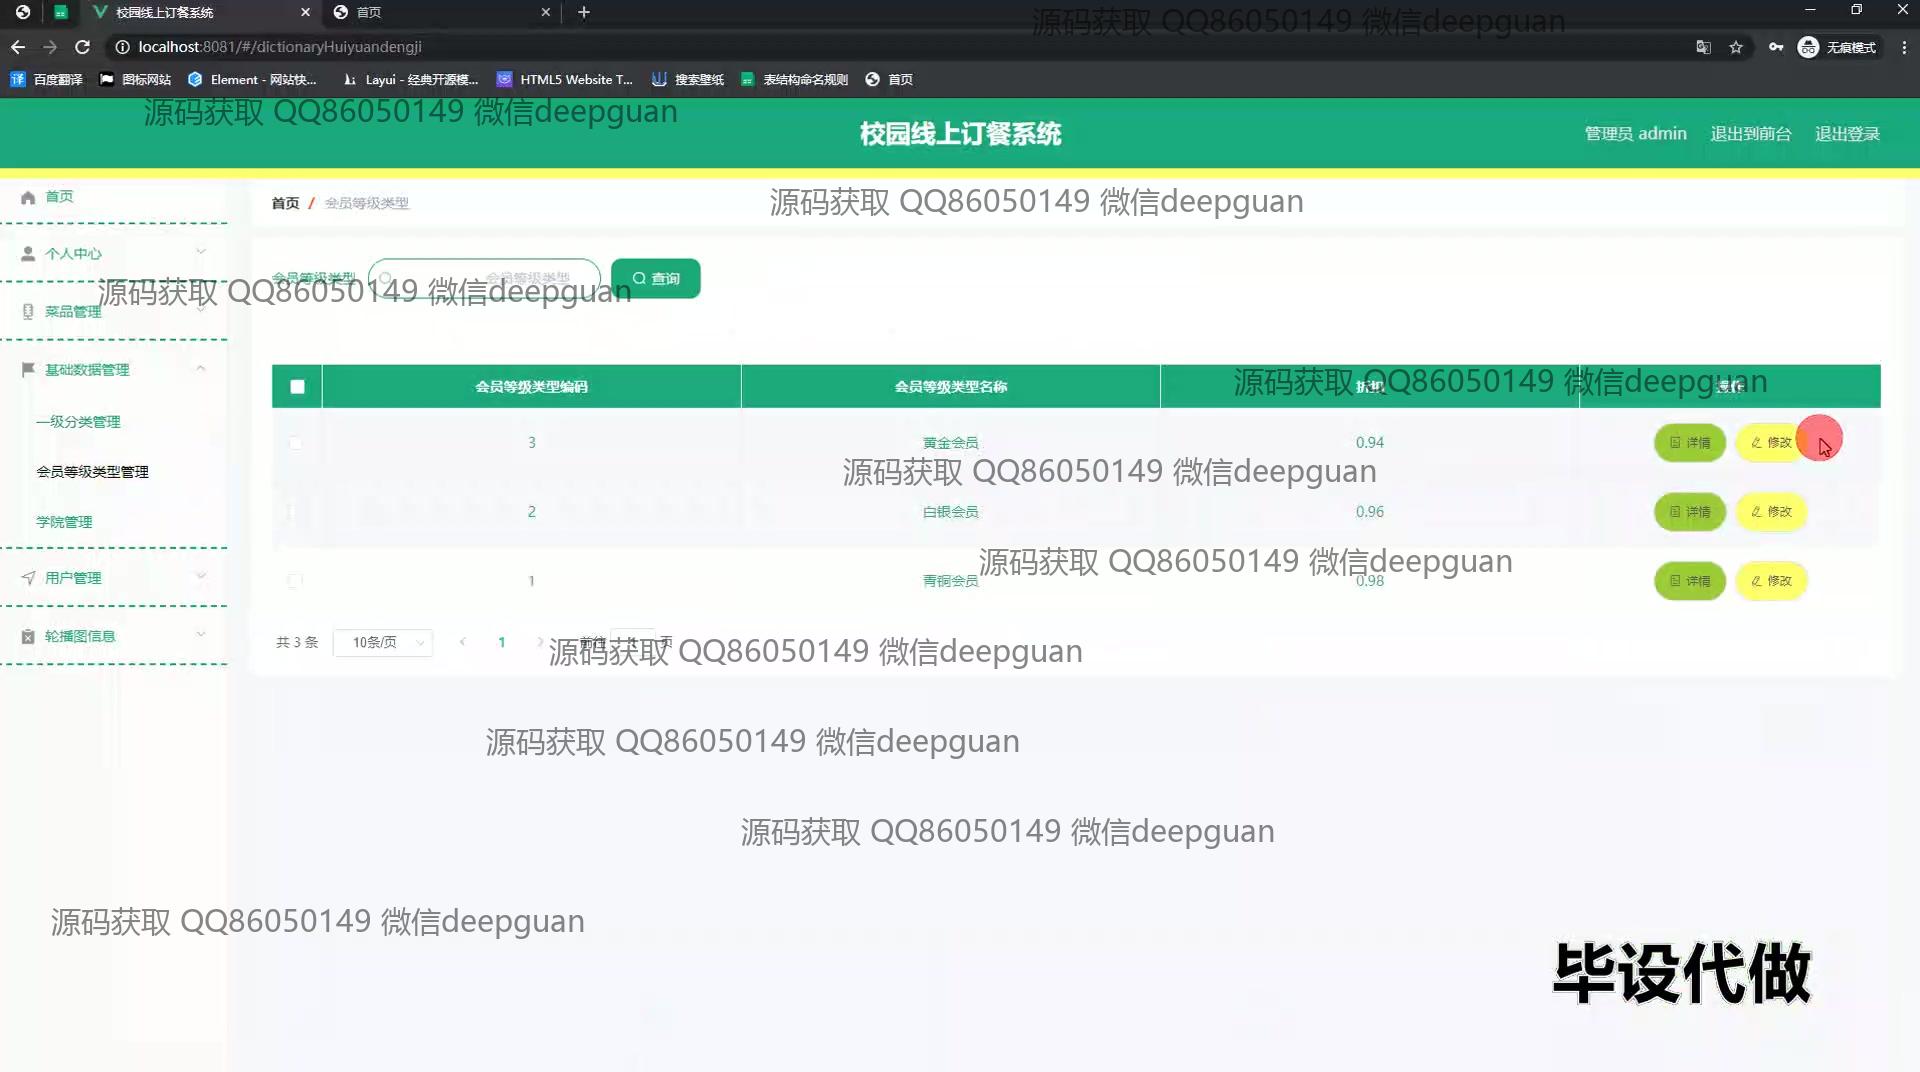 校园线上订餐系统
首页
localhost:8081/#/dictionaryHuiyuandengji
无痕模式
百度翻译
图标网站
Element - 网站快...
Layui - 经典开源模...
HTML5 Website T...
搜索壁纸
表结构命名规则
首页
源码获取 QQ86050149 微信deepguan
源码获取 QQ86050149 微信deepguan
校园线上订餐系统
管理员 admin
退出到前台
退出登录
首页
个人中心
菜品管理
基础数据管理
一级分类管理
会员等级类型管理
学院管理
用户管理
轮播图信息
首页 / 会员等级类型
源码获取 QQ86050149 微信deepguan
会员等级类型
会员等级类型
查询
源码获取 QQ86050149 微信deepguan
会员等级类型编码 会员等级类型名称 折扣 操作
源码获取 QQ86050149 微信deepguan
3 黄金会员 0.94 详情 修改
源码获取 QQ86050149 微信deepguan
2 白银会员 0.96 详情 修改
源码获取 QQ86050149 微信deepguan
1 青铜会员 0.98 详情 修改
共 3 条 10条/页 1 前往 1 页
源码获取 QQ86050149 微信deepguan
源码获取 QQ86050149 微信deepguan
源码获取 QQ86050149 微信deepguan
源码获取 QQ86050149 微信deepguan
毕设代做